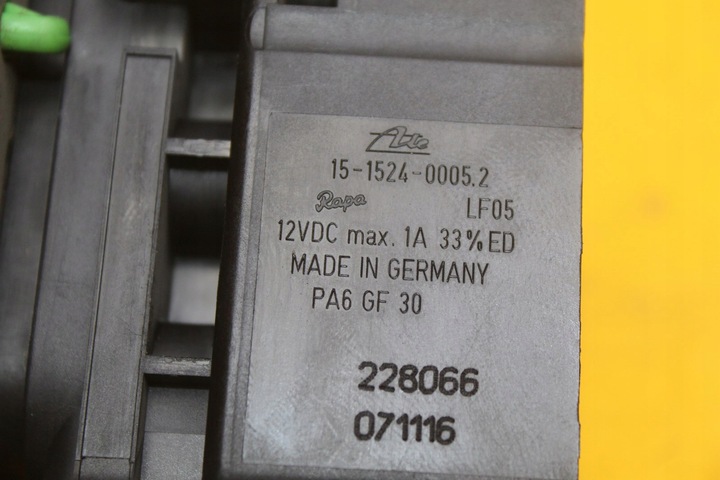 Ate
15-1524-0005.2
Rapa LF05
12VDC max. 1A 33%ED
MADE IN GERMANY
PA6 GF 30
228066
071116